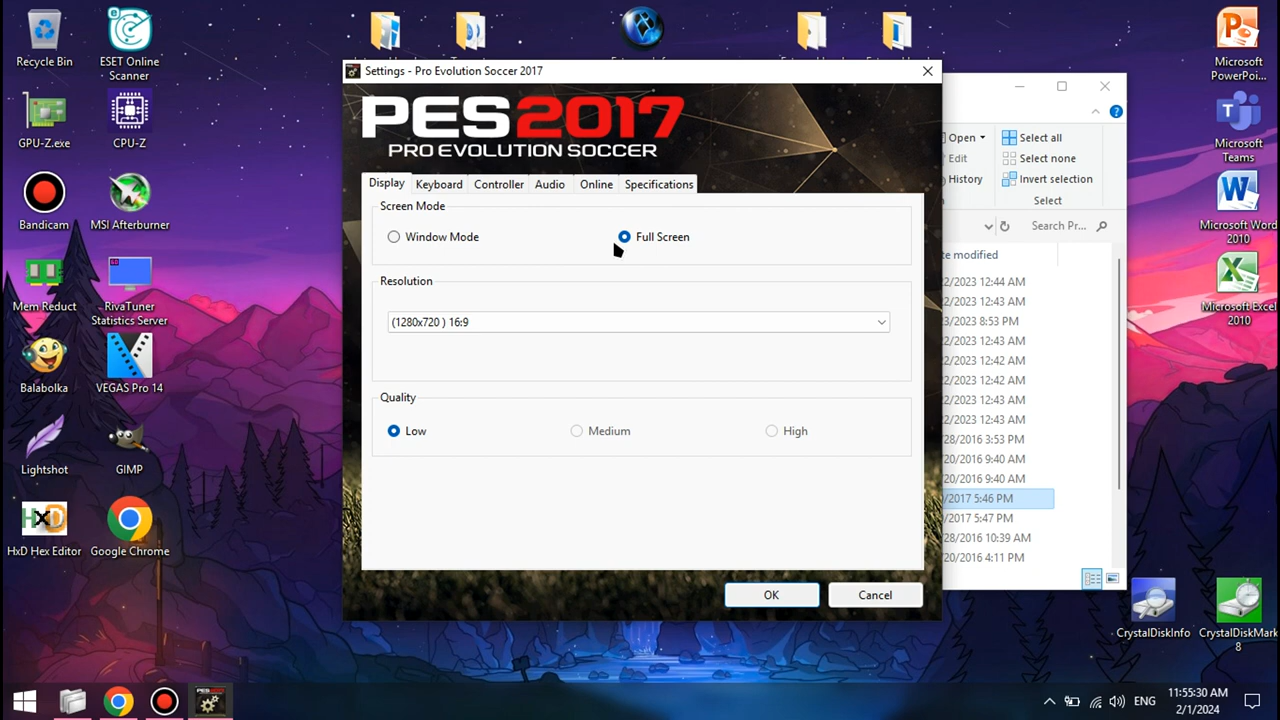 Recycle Bin
ESET Online
Scanner
GPU-Z.exe
CPU-Z
Bandicam
MSI Afterburner
Mem Reduct
RivaTuner
Statistics Server
Balabolka
VEGAS Pro 14
Lightshot
GIMP
HxD Hex Editor
Google Chrome
Settings - Pro Evolution Soccer 2017
PES2017
PRO EVOLUTION SOCCER
Display
Keyboard
Controller
Audio
Online
Specifications
Screen Mode
Window Mode
Full Screen
Resolution
(1280x720 ) 16:9
Quality
Low
Medium
High
OK
Cancel
Open
Edit
History
Select all
Select none
Invert selection
Select
Search Pr...
te modified
2/2023 12:44 AM
2/2023 12:43 AM
3/2023 8:53 PM
2/2023 12:43 AM
2/2023 12:42 AM
2/2023 12:42 AM
2/2023 12:43 AM
2/2023 12:43 AM
28/2016 3:53 PM
20/2016 9:40 AM
20/2016 9:40 AM
/2017 5:46 PM
/2017 5:47 PM
28/2016 10:39 AM
20/2016 4:11 PM
Microsoft
PowerPoi...
Microsoft
Teams
Microsoft Word
2010
Microsoft Excel
2010
CrystalDiskInfo
CrystalDiskMark
8
ENG
11:55:30 AM
2/1/2024